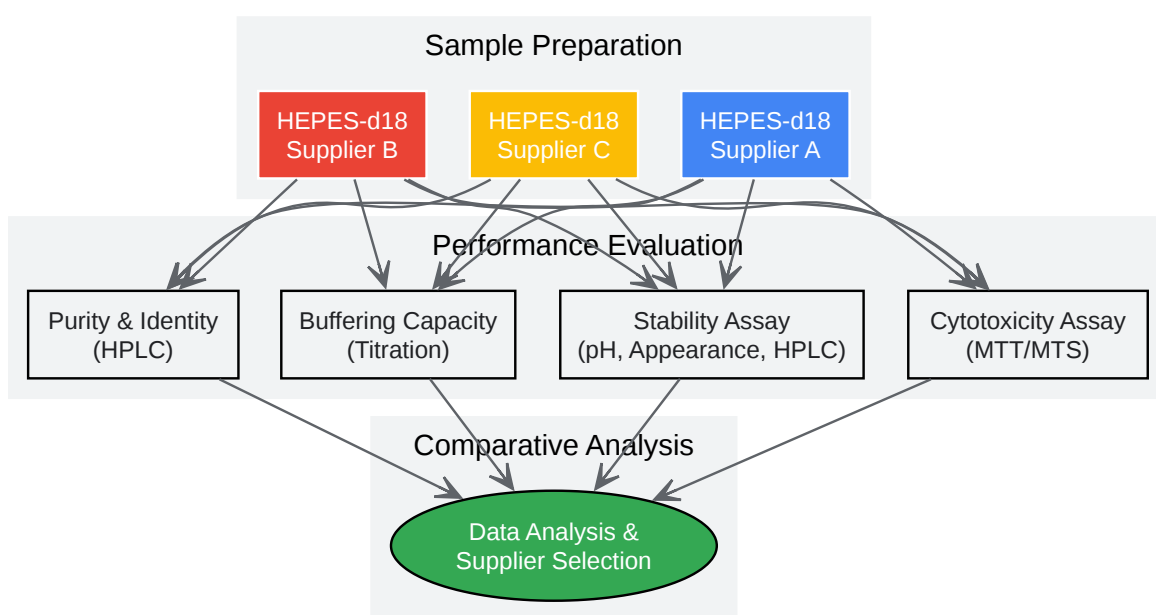 Sample Preparation
HEPES-d18
Supplier B
HEPES-d18
Supplier C
HEPES-d18
Supplier A
Performance Evaluation
Purity & Identity
(HPLC)
Buffering Capacity
(Titration)
Stability Assay
(pH, Appearance, HPLC)
Cytotoxicity Assay
(MTT/MTS)
Comparative Analysis
Data Analysis &
Supplier Selection